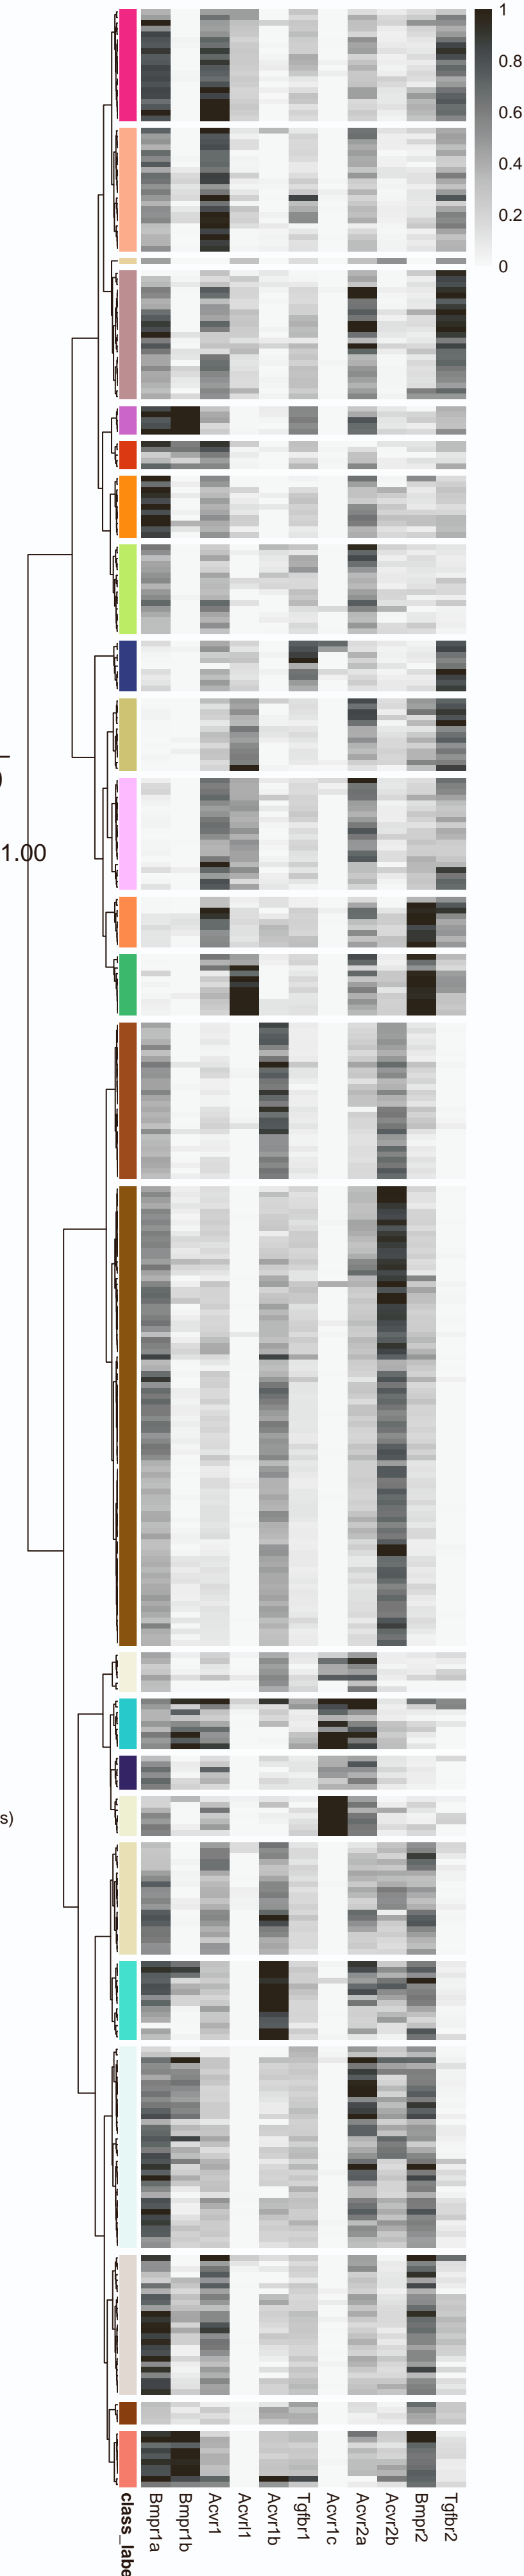 1
0.8
0.6
0.4
0.2
0
)
1.00
s)
class_labe
Bmpr1a
Bmpr1b
Acvr1
Acvrl1
Acvr1b
Tgfbr1
Acvr1c
Acvr2a
Acvr2b
Bmpr2
Tgfbr2